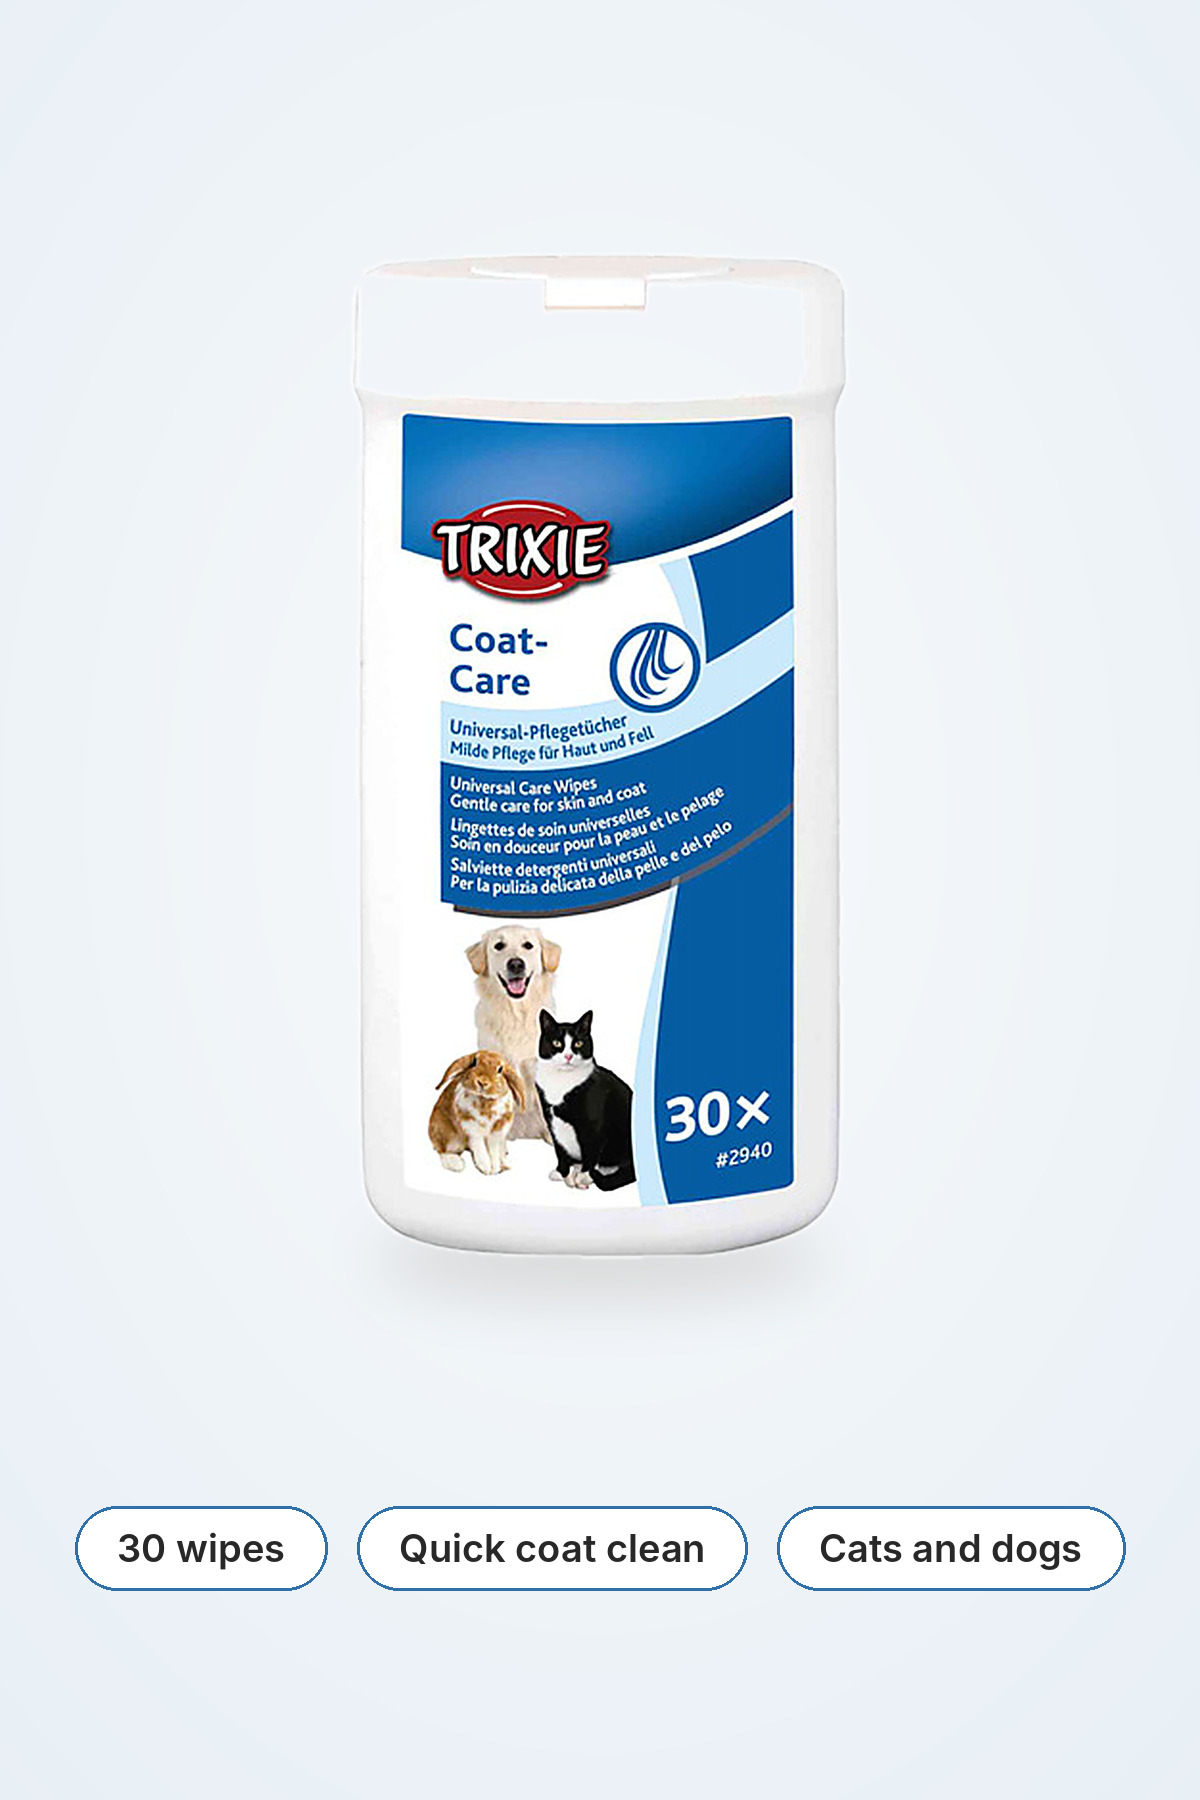 TRIXIE
Coat-
Care
Universal-Pflegetücher
Milde Pflege für Haut und Fell
Universal Care Wipes
Gentle care for skin and coat
Lingettes de soin universelles
Soin en douceur pour la peau et le pelage
Salviette detergenti universali
Per la pulizia delicata della pelle e del pelo
30×
#2940
30 wipes
Quick coat clean
Cats and dogs